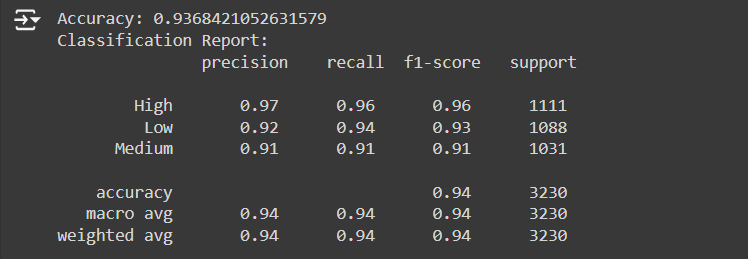 Accuracy: 0.9368421052631579
Classification Report:
precision recall f1-score support
High 0.97 0.96 0.96 1111
Low 0.92 0.94 0.93 1088
Medium 0.91 0.91 0.91 1031
accuracy 0.94 3230
macro avg 0.94 0.94 0.94 3230
weighted avg 0.94 0.94 0.94 3230